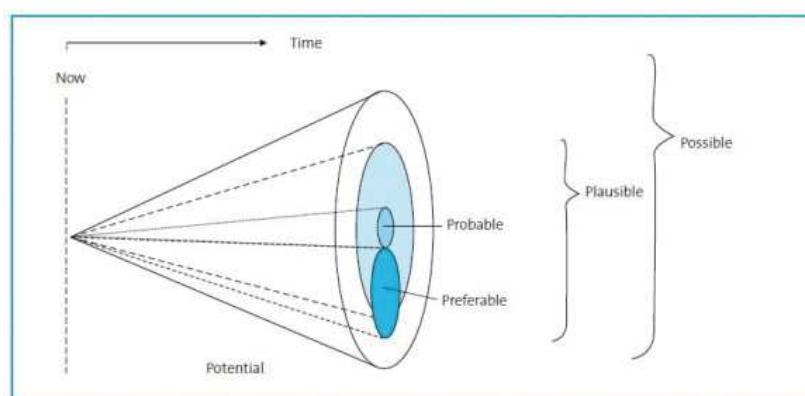 Time
Now
Possible
Plausible
Probable
Preferable
Potential